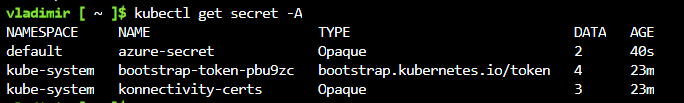 vladimir [ ~ ]$ kubectl get secret -A
NAMESPACE NAME TYPE DATA AGE
default azure-secret Opaque 2 40s
kube-system bootstrap-token-pbu9zc bootstrap.kubernetes.io/token 4 23m
kube-system konnectivity-certs Opaque 3 23m